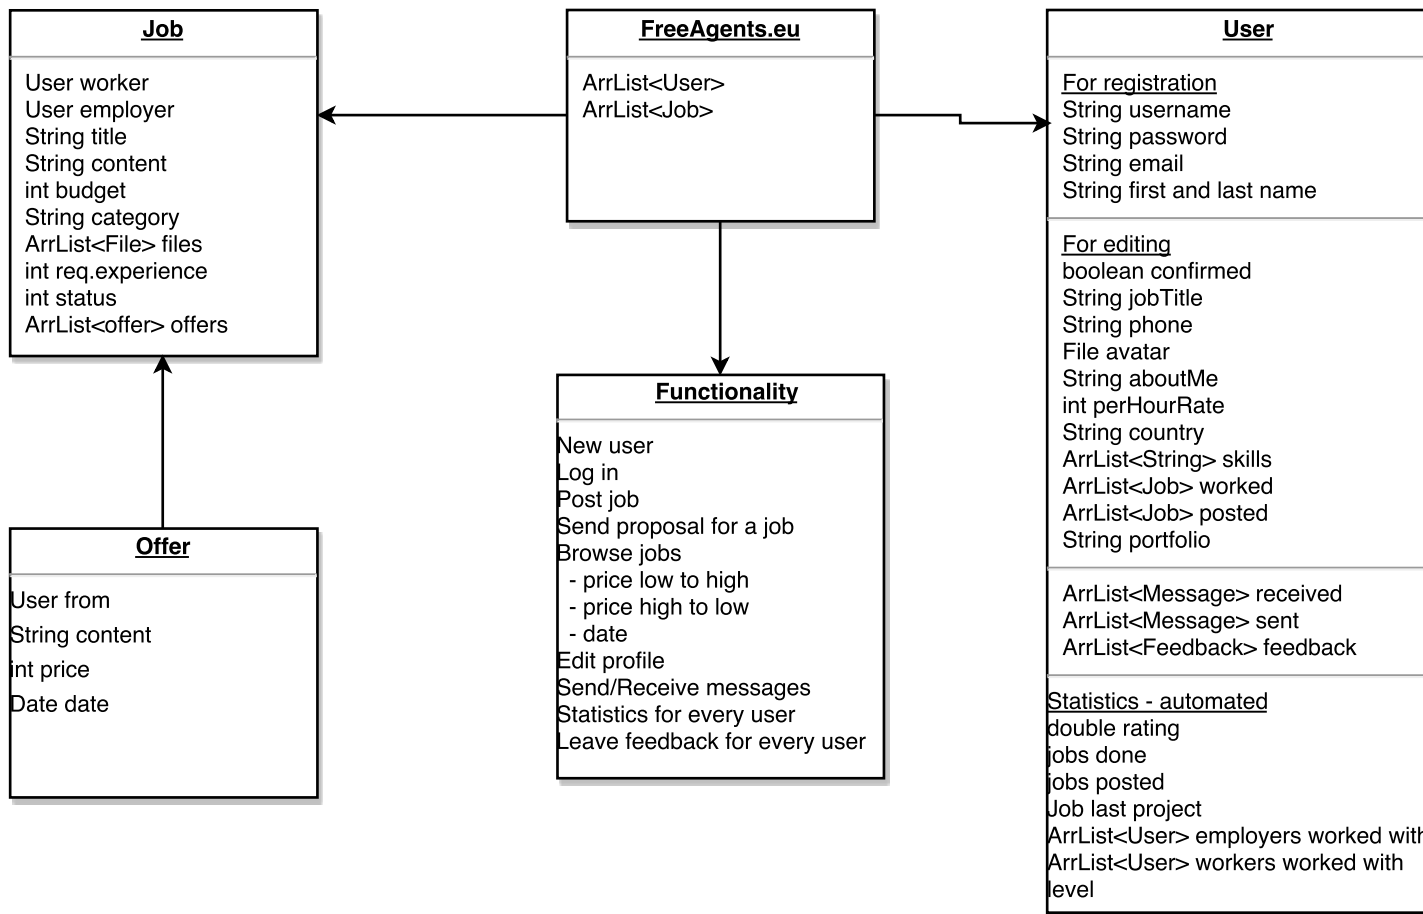 Job
User worker
User employer
String title
String content
int budget
String category
ArrList<File> files
int req.experience
int status
ArrList<offer> offers
FreeAgents.eu
ArrList<User>
ArrList<Job>
User
For registration
String username
String password
String email
String first and last name
For editing
boolean confirmed
String jobTitle
String phone
File avatar
String aboutMe
int perHourRate
String country
ArrList<String> skills
ArrList<Job> worked
ArrList<Job> posted
String portfolio
ArrList<Message> received
ArrList<Message> sent
ArrList<Feedback> feedback
Statistics - automated
double rating
jobs done
jobs posted
Job last project
ArrList<User> employers worked with
ArrList<User> workers worked with
level
Functionality
New user
Log in
Post job
Send proposal for a job
Browse jobs
- price low to high
- price high to low
- date
Edit profile
Send/Receive messages
Statistics for every user
Leave feedback for every user
Offer
User from
String content
int price
Date date